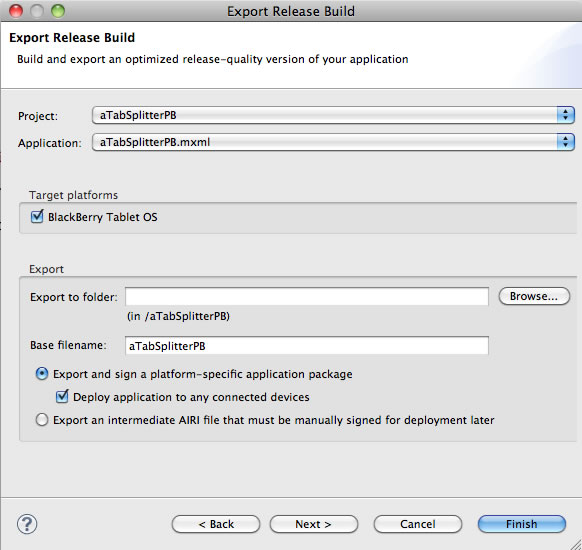 Export Release Build
Export Release Build
Build and export an optimized release-quality version of your application
Project: aTabSplitterPB
Application: aTabSplitterPB.mxml
Target platforms
BlackBerry Tablet OS
Export
Export to folder: Browse...
(in /aTabSplitterPB)
Base filename: aTabSplitterPB
Export and sign a platform-specific application package
Deploy application to any connected devices
Export an intermediate AIRI file that must be manually signed for deployment later
? < Back Next > Cancel Finish